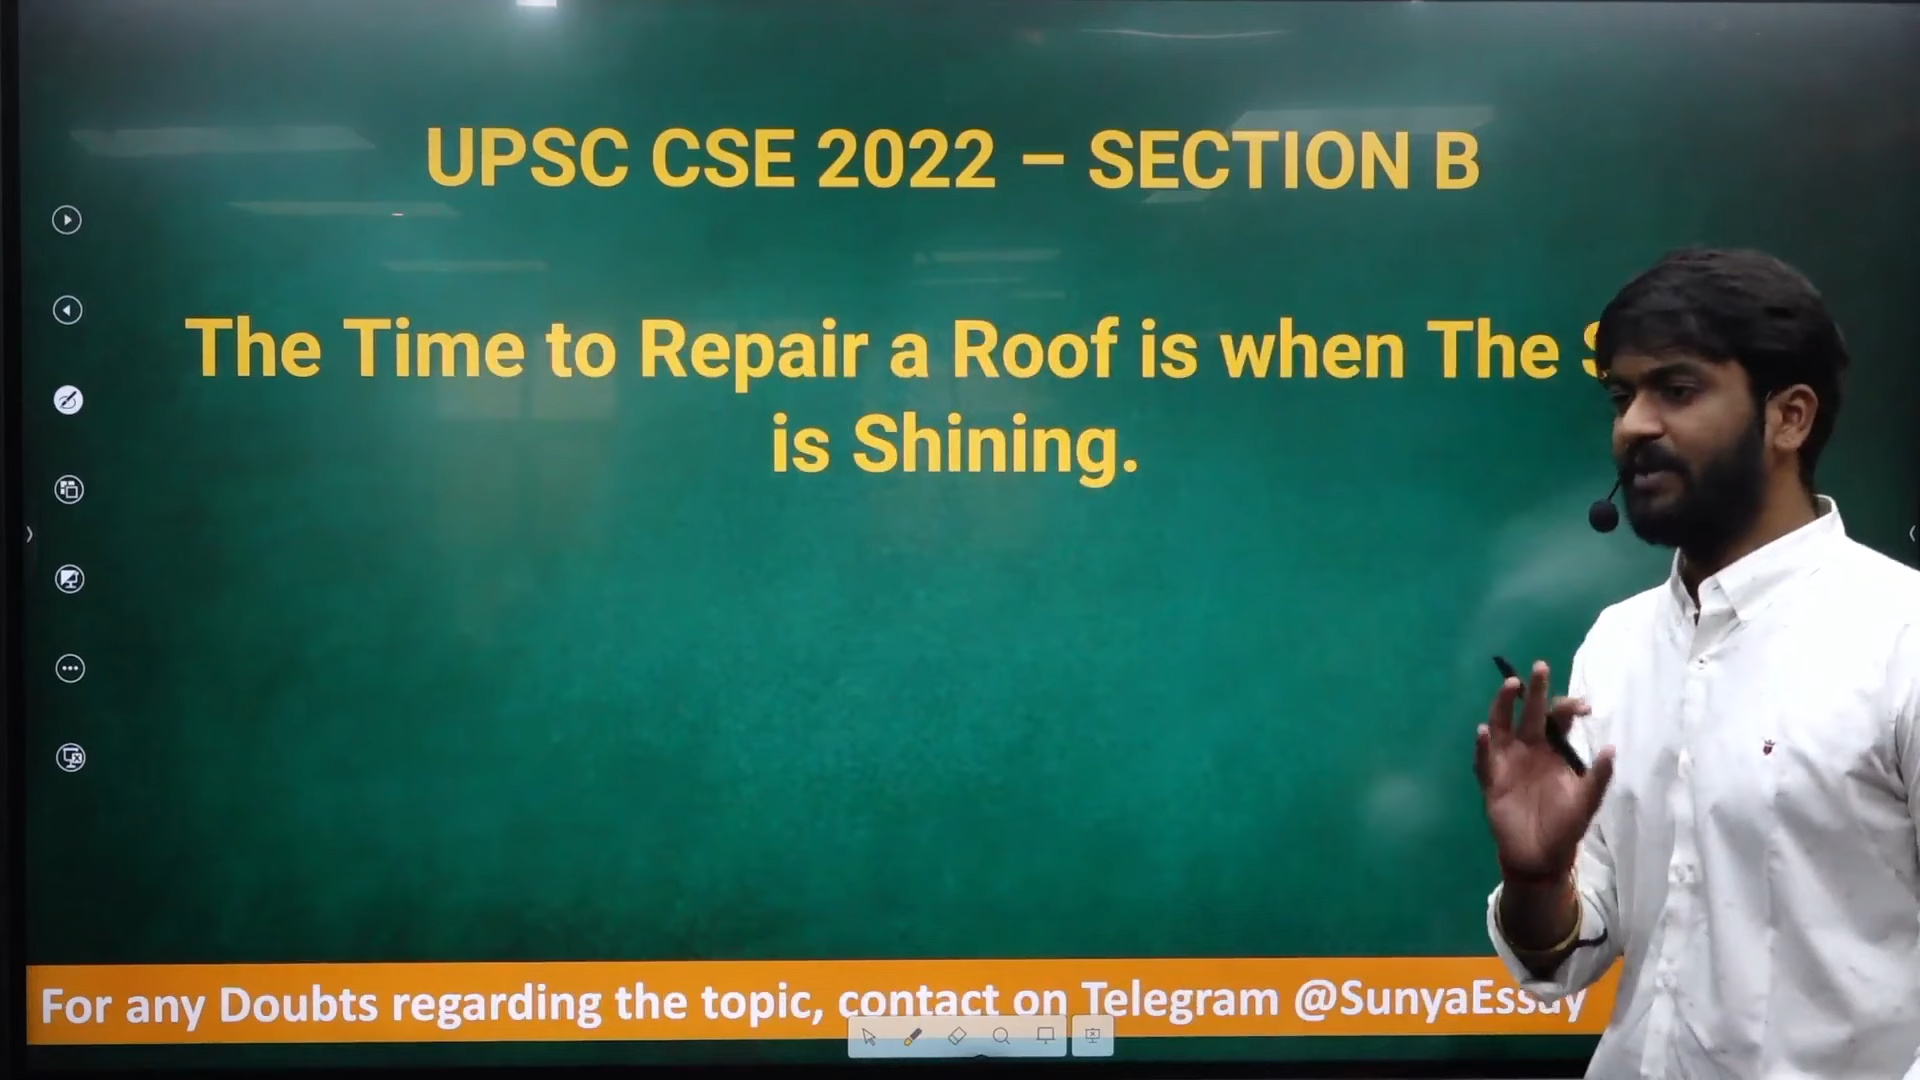 UPSC CSE 2022 – SECTION B
The Time to Repair a Roof is when The
is Shining.
For any Doubts regarding the topic, contact on Telegram @SunyaEssay